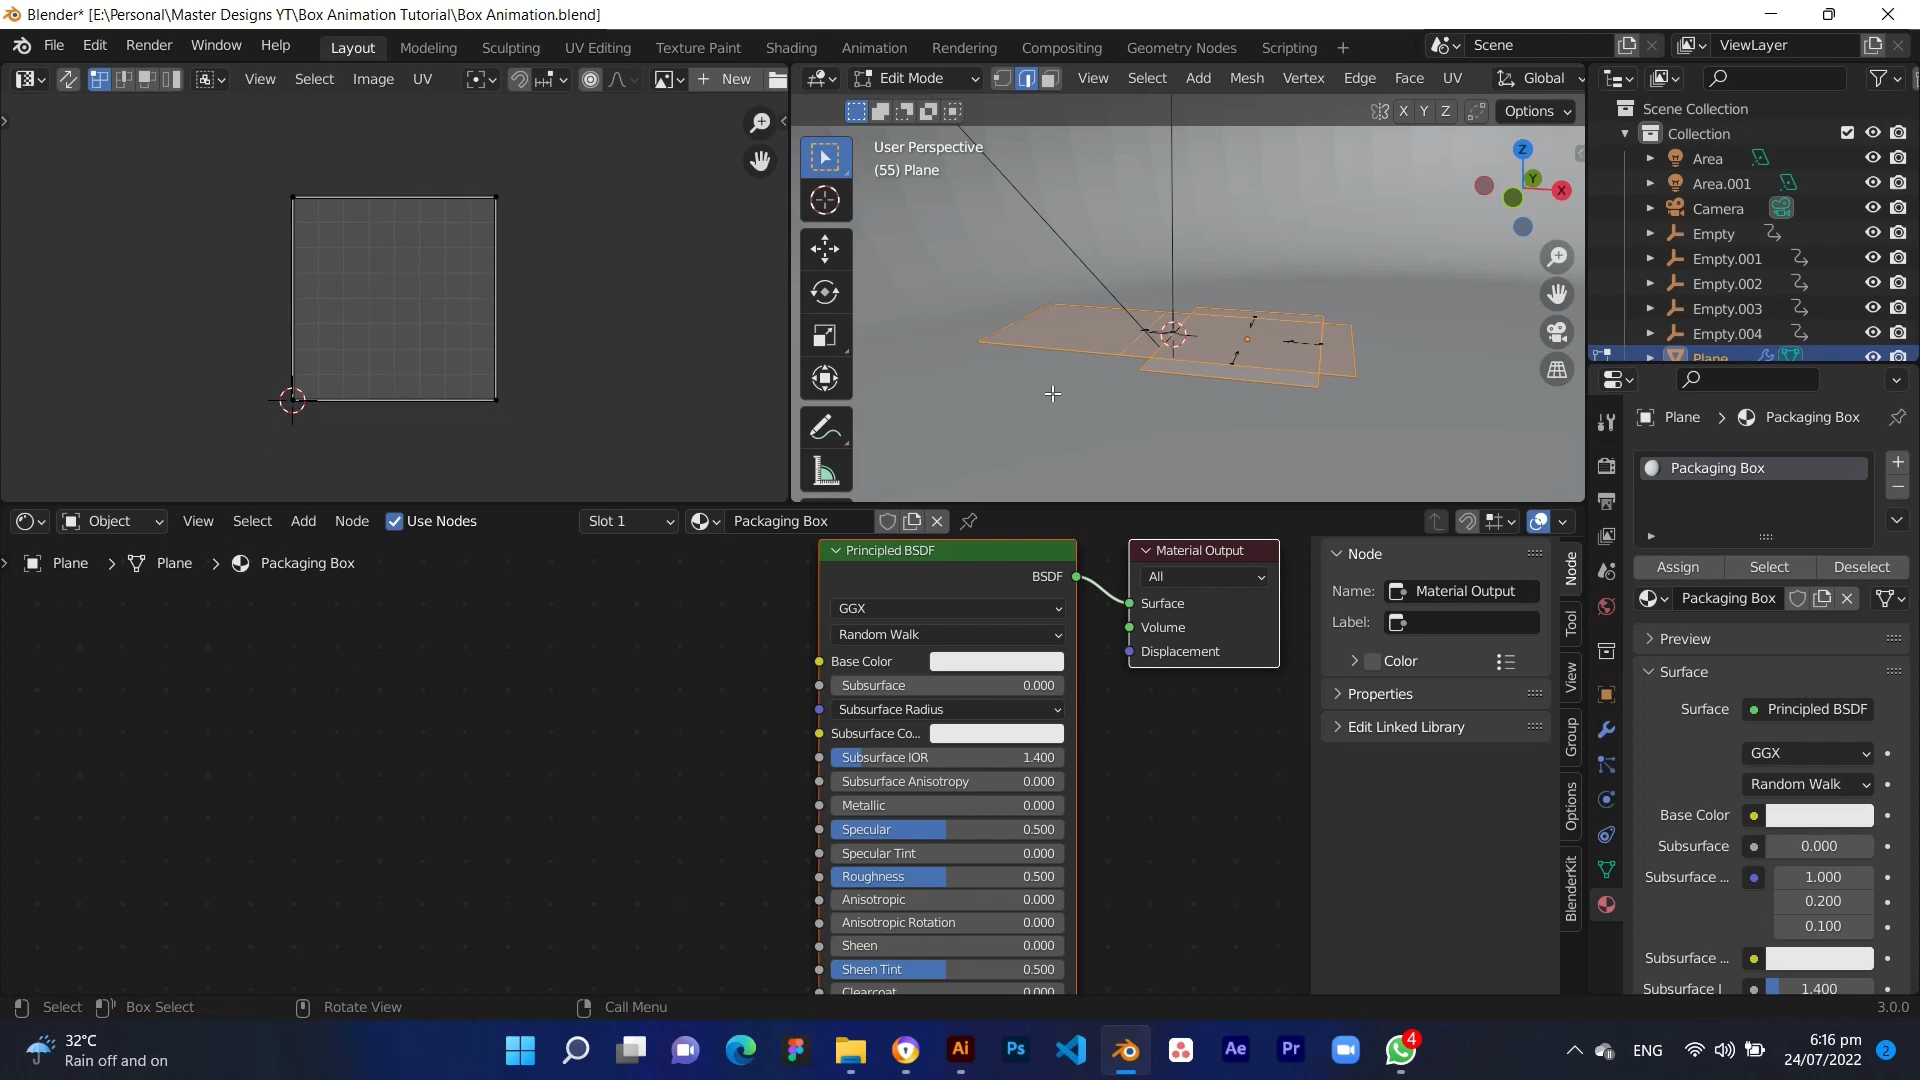 Blender* [E:\Personal\Master Designs YT\Box Animation Tutorial\Box Animation.blend]
File Edit Render Window Help Layout Modeling Sculpting UV Editing Texture Paint Shading Animation Rendering Compositing Geometry Nodes Scripting + Scene ViewLayer
View Select Image UV + New Edit Mode View Select Add Mesh Vertex Edge Face UV Global
X Y Z Options
User Perspective
(55) Plane
Z
Y
X
Scene Collection
Collection
Area
Area.001
Camera
Empty
Empty.001
Empty.002
Empty.003
Empty.004
Plane
Plane > Packaging Box
Packaging Box
Assign Select Deselect
Packaging Box
Preview
Surface
Surface Principled BSDF
GGX
Random Walk
Base Color
Subsurface 0.000
Subsurface ... 1.000
0.200
0.100
Subsurface ...
Subsurface I 1.400
Object View Select Add Node Use Nodes Slot 1 Packaging Box
Plane > Plane > Packaging Box
Principled BSDF
BSDF
GGX
Random Walk
Base Color
Subsurface 0.000
Subsurface Radius
Subsurface Co...
Subsurface IOR 1.400
Subsurface Anisotropy 0.000
Metallic 0.000
Specular 0.500
Specular Tint 0.000
Roughness 0.500
Anisotropic 0.000
Anisotropic Rotation 0.000
Sheen 0.000
Sheen Tint 0.500
Clearcoat 0.000
Material Output
All
Surface
Volume
Displacement
Node
Name: Material Output
Label:
Color
Properties
Edit Linked Library
Node
Tool
View
Group
Options
BlenderKit
Select Box Select Rotate View Call Menu 3.0.0
32°C
Rain off and on
Ai Ps Ae Pr 4
ENG
6:16 pm
24/07/2022
2